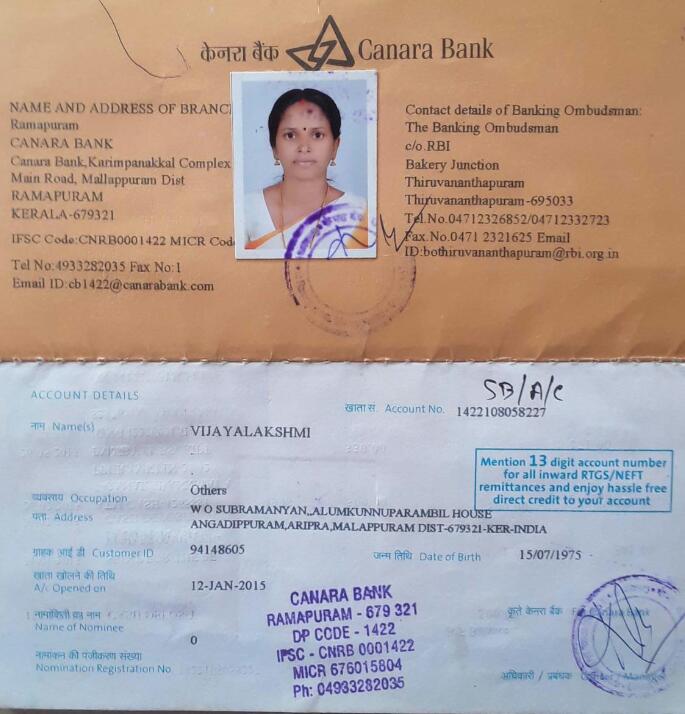 केनरा बैंक Canara Bank
NAME AND ADDRESS OF BRANC
Ramapuram
CANARA BANK
Canara Bank,Karimpanakkal Complex
Main Road, Mallappuram Dist
RAMAPURAM
KERALA-679321
IFSC Code:CNRB0001422 MICR Cod
Tel No:4933282035 Fax No:1
Email ID:cb1422@canarabank.com
Contact details of Banking Ombudsman:
The Banking Ombudsman
c/o.RBI
Bakery Junction
Thiruvananthapuram
Thiruvananthapuram-695033
Tel.No.04712326852/04712332723
Fax.No.0471 2321625 Email
ID:bothiruvananthapuram@rbi.org.in
ACCOUNT DETAILS
SB/A/C
खाता सं. Account No. 1422108058227
नाम Name(s) VIJAYALAKSHMI
Mention 13 digit account number
for all inward RTGS/NEFT
remittances and enjoy hassle free
direct credit to your account
व्यवसाय Occupation Others
पता Address W O SUBRAMANYAN,,ALUMKUNNUPARAMBIL HOUSE
ANGADIPPURAM,ARIPRA,MALAPPURAM DIST-679321-KER-INDIA
ग्राहक आई डी Customer ID 94148605
जन्म तिथि Date of Birth 15/07/1975
खाता खोलने की तिथि
A/c Opened on 12-JAN-2015
नामांकिती का नाम
Name of Nominee
0
नामांकन की पंजीकरण संख्या
Nomination Registration No
CANARA BANK
RAMAPURAM - 679 321
DP CODE - 1422
IFSC - CNRB 0001422
MICR 676015804
Ph: 04933282035
कृते केनरा बैंक
अधिकारी / प्रबंधक